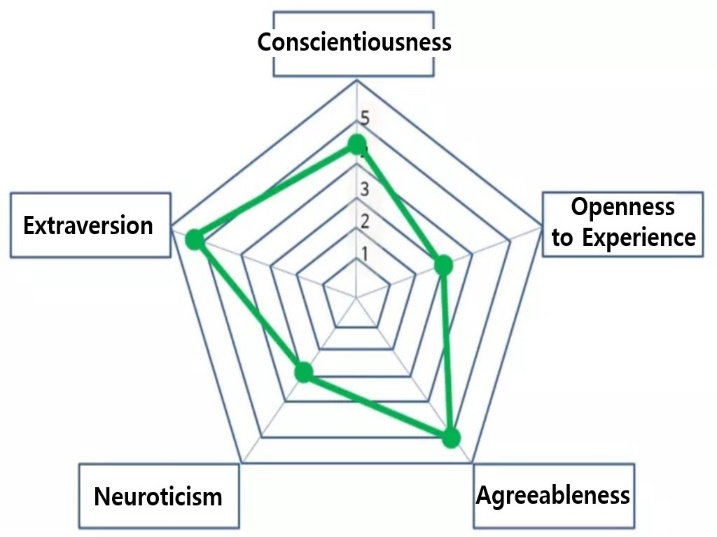 Conscientiousness
5
3
2
1
Extraversion
Openness
to Experience
Neuroticism
Agreeableness